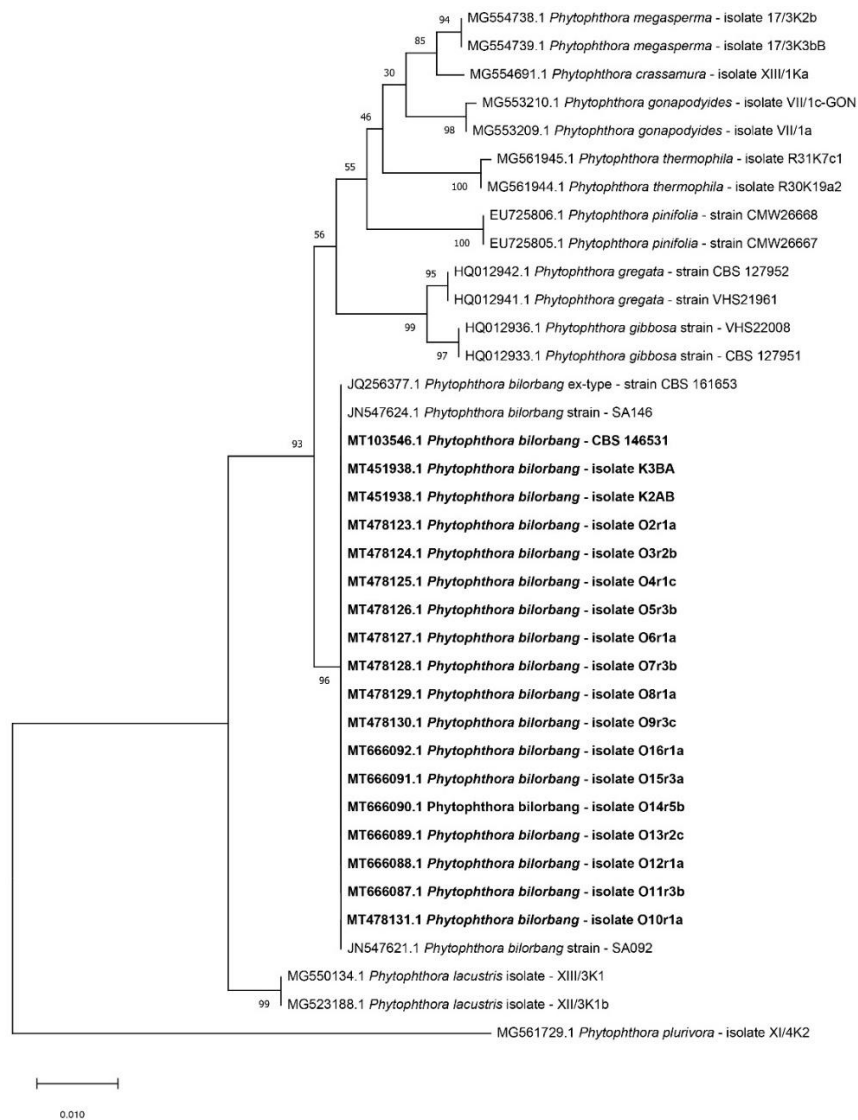 94
MG554738.1 Phytophthora megasperma - isolate 17/3K2b
MG554739.1 Phytophthora megasperma - isolate 17/3K3bB
85
MG554691.1 Phytophthora crassamura - isolate XIII/1Ka
30
MG553210.1 Phytophthora gonapodyides - isolate VII/1c-GON
98
MG553209.1 Phytophthora gonapodyides - isolate VII/1a
46
MG561945.1 Phytophthora thermophila - isolate R31K7c1
100
MG561944.1 Phytophthora thermophila - isolate R30K19a2
55
EU725806.1 Phytophthora pinifolia - strain CMW26668
100
EU725805.1 Phytophthora pinifolia - strain CMW26667
56
95
HQ012942.1 Phytophthora gregata - strain CBS 127952
HQ012941.1 Phytophthora gregata - strain VHS21961
99
HQ012936.1 Phytophthora gibbosa strain - VHS22008
97
HQ012933.1 Phytophthora gibbosa strain - CBS 127951
JQ256377.1 Phytophthora bilorbang ex-type - strain CBS 161653
JN547624.1 Phytophthora bilorbang strain - SA146
93
MT103546.1 Phytophthora bilorbang - CBS 146531
MT451938.1 Phytophthora bilorbang - isolate K3BA
MT451938.1 Phytophthora bilorbang - isolate K2AB
MT478123.1 Phytophthora bilorbang - isolate O2r1a
MT478124.1 Phytophthora bilorbang - isolate O3r2b
MT478125.1 Phytophthora bilorbang - isolate O4r1c
MT478126.1 Phytophthora bilorbang - isolate O5r3b
MT478127.1 Phytophthora bilorbang - isolate O6r1a
MT478128.1 Phytophthora bilorbang - isolate O7r3b
96
MT478129.1 Phytophthora bilorbang - isolate O8r1a
MT478130.1 Phytophthora bilorbang - isolate O9r3c
MT666092.1 Phytophthora bilorbang - isolate O16r1a
MT666091.1 Phytophthora bilorbang - isolate O15r3a
MT666090.1 Phytophthora bilorbang - isolate O14r5b
MT666089.1 Phytophthora bilorbang - isolate O13r2c
MT666088.1 Phytophthora bilorbang - isolate O12r1a
MT666087.1 Phytophthora bilorbang - isolate O11r3b
MT478131.1 Phytophthora bilorbang - isolate O10r1a
JN547621.1 Phytophthora bilorbang strain - SA092
MG550134.1 Phytophthora lacustris isolate - XIII/3K1
99
MG523188.1 Phytophthora lacustris isolate - XII/3K1b
MG561729.1 Phytophthora plurivora - isolate XI/4K2
0.010